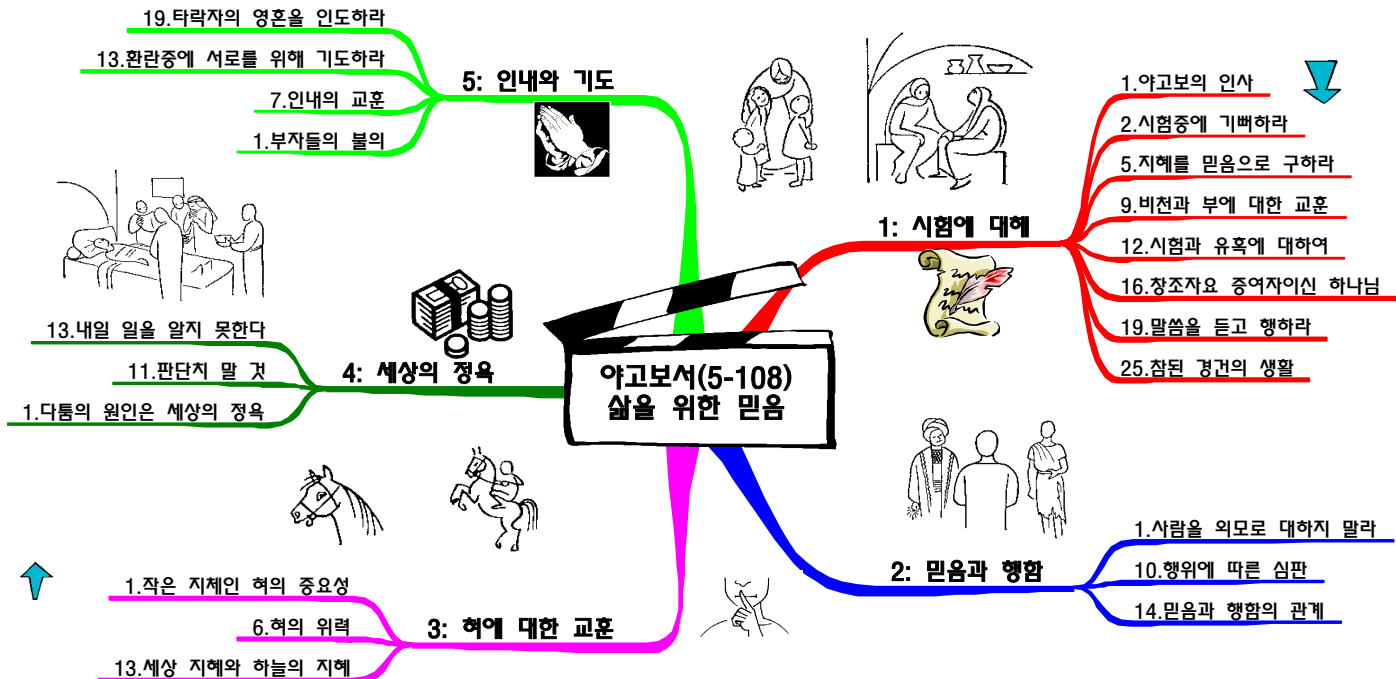 야고보서(5-108)
삶을 위한 믿음
1: 시험에 대해
1.야고보의 인사
2.시험중에 기뻐하라
5.지혜를 믿음으로 구하라
9.비천과 부에 대한 교훈
12.시험과 유혹에 대하여
16.창조자요 증여자이신 하나님
19.말씀을 듣고 행하라
25.참된 경건의 생활
2: 믿음과 행함
1.사람을 외모로 대하지 말라
10.행위에 따른 심판
14.믿음과 행함의 관계
3: 혀에 대한 교훈
1.작은 지체인 혀의 중요성
6.혀의 위력
13.세상 지혜와 하늘의 지혜
4: 세상의 정욕
13.내일 일을 알지 못한다
11.판단치 말 것
1.다툼의 원인은 세상의 정욕
5: 인내와 기도
19.타락자의 영혼을 인도하라
13.환란중에 서로를 위해 기도하라
7.인내의 교훈
1.부자들의 불의